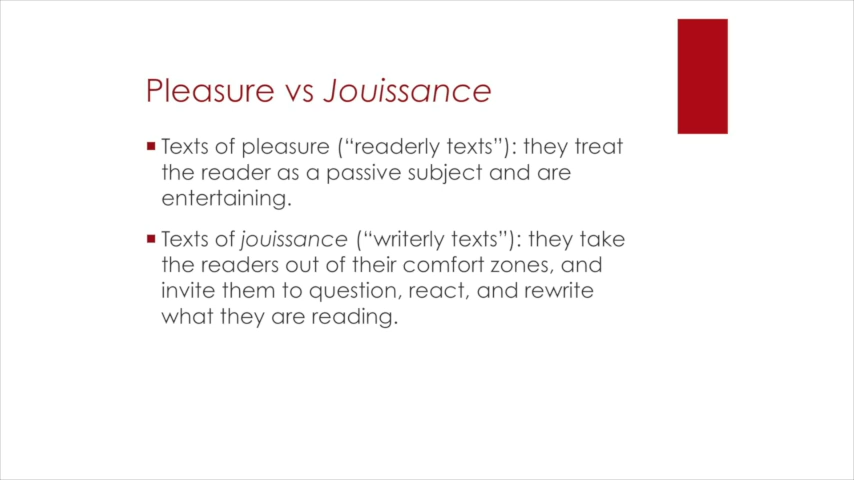 Pleasure vs Jouissance
Texts of pleasure (“readerly texts”): they treat
the reader as a passive subject and are
entertaining.
Texts of jouissance (“writerly texts”): they take
the readers out of their comfort zones, and
invite them to question, react, and rewrite
what they are reading.